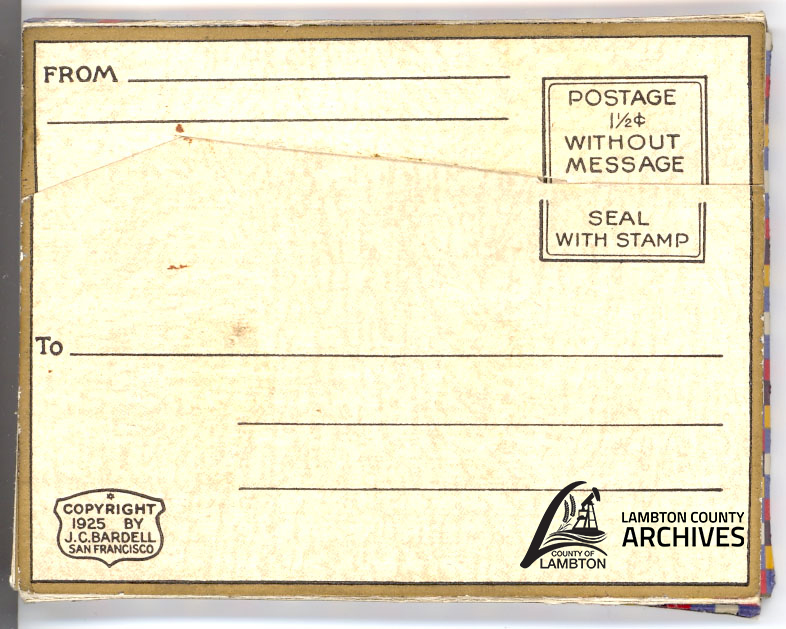 FROM
POSTAGE
1½¢
WITHOUT
MESSAGE
SEAL
WITH STAMP
To
COPYRIGHT
1925 BY
J.C.BARDELL
SAN FRANCISCO
COUNTY OF
LAMBTON
LAMBTON COUNTY
ARCHIVES